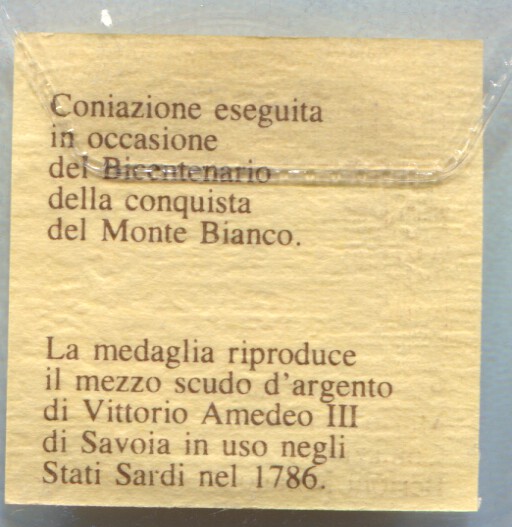 Coniazione eseguita
in occasione
del Bicentenario
della conquista
del Monte Bianco.
La medaglia riproduce
il mezzo scudo d'argento
di Vittorio Amedeo III
di Savoia in uso negli
Stati Sardi nel 1786.